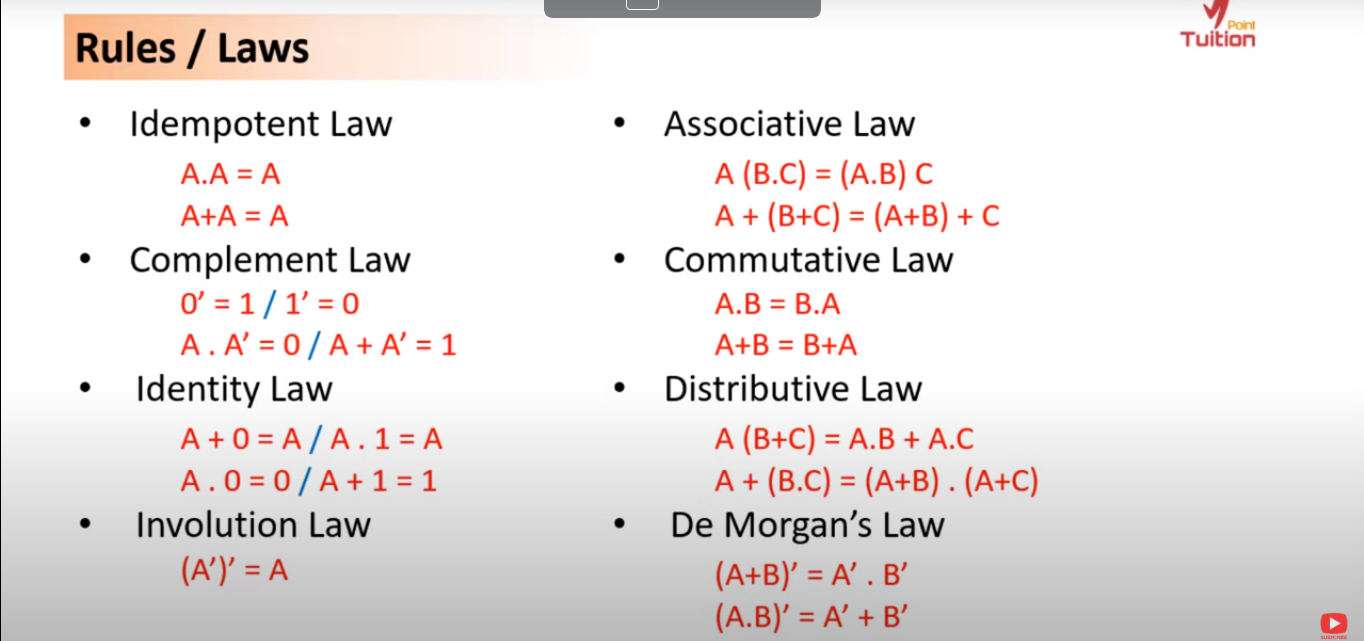 Point
Tuition
Rules / Laws
• Idempotent Law
A.A = A
A+A = A
• Complement Law
0′ = 1 / 1′ = 0
A . A′ = 0 / A + A′ = 1
• Identity Law
A + 0 = A / A . 1 = A
A . 0 = 0 / A + 1 = 1
• Involution Law
(A′)′ = A
• Associative Law
A (B.C) = (A.B) C
A + (B+C) = (A+B) + C
• Commutative Law
A.B = B.A
A+B = B+A
• Distributive Law
A (B+C) = A.B + A.C
A + (B.C) = (A+B) . (A+C)
• De Morgan’s Law
(A+B)′ = A′ . B′
(A.B)′ = A′ + B′
SUBSCRIBE